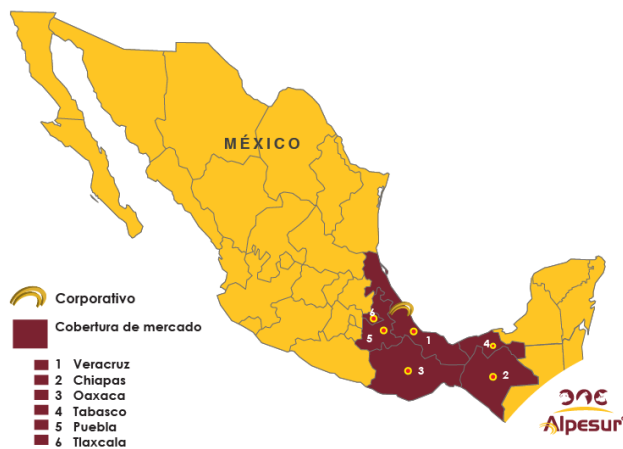 MÉXICO
Corporativo
Cobertura de mercado
1 Veracruz
2 Chiapas
3 Oaxaca
4 Tabasco
5 Puebla
6 Tlaxcala
6
5
1
4
3
2
Alpesur